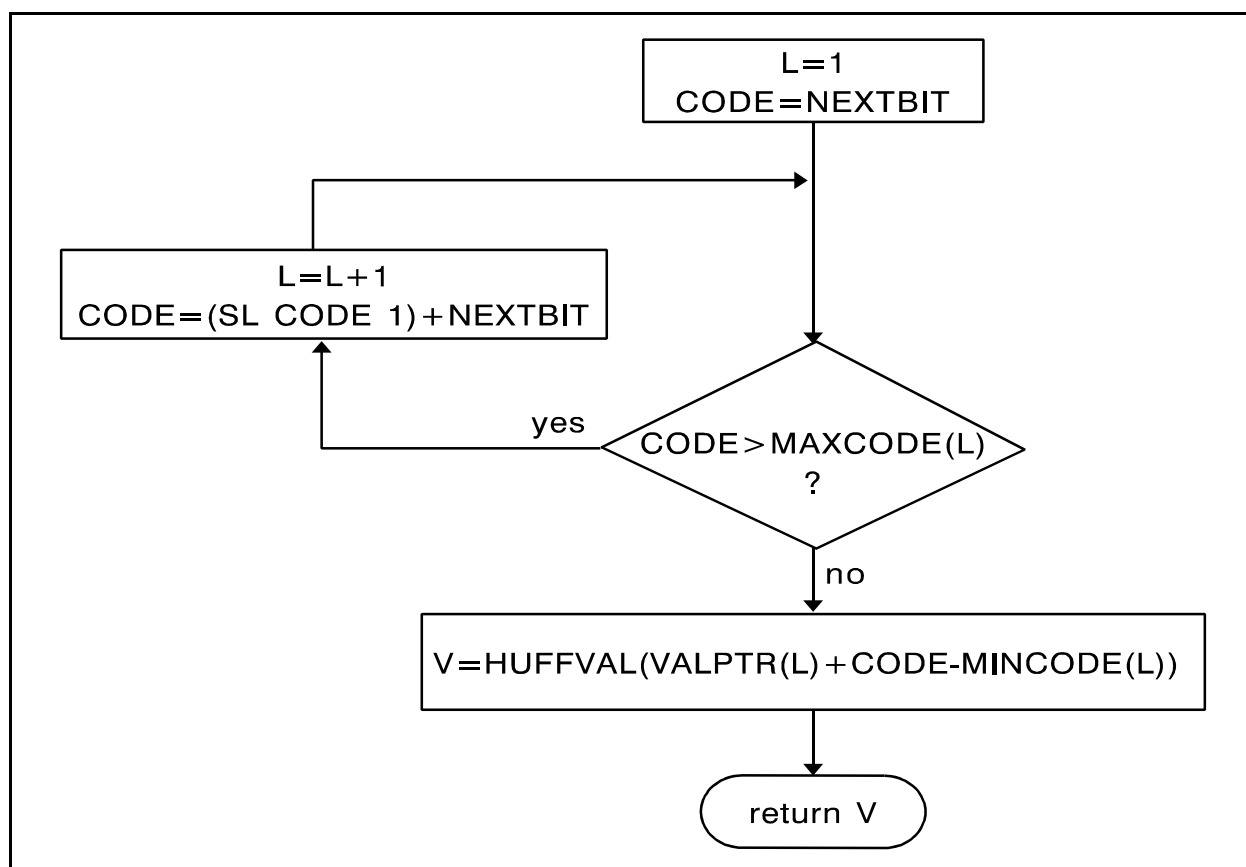 L=1
CODE=NEXTBIT
L=L+1
CODE=(SL CODE 1)+NEXTBIT
yes
CODE>MAXCODE(L)
?
no
V=HUFFVAL(VALPTR(L)+CODE-MINCODE(L))
return V